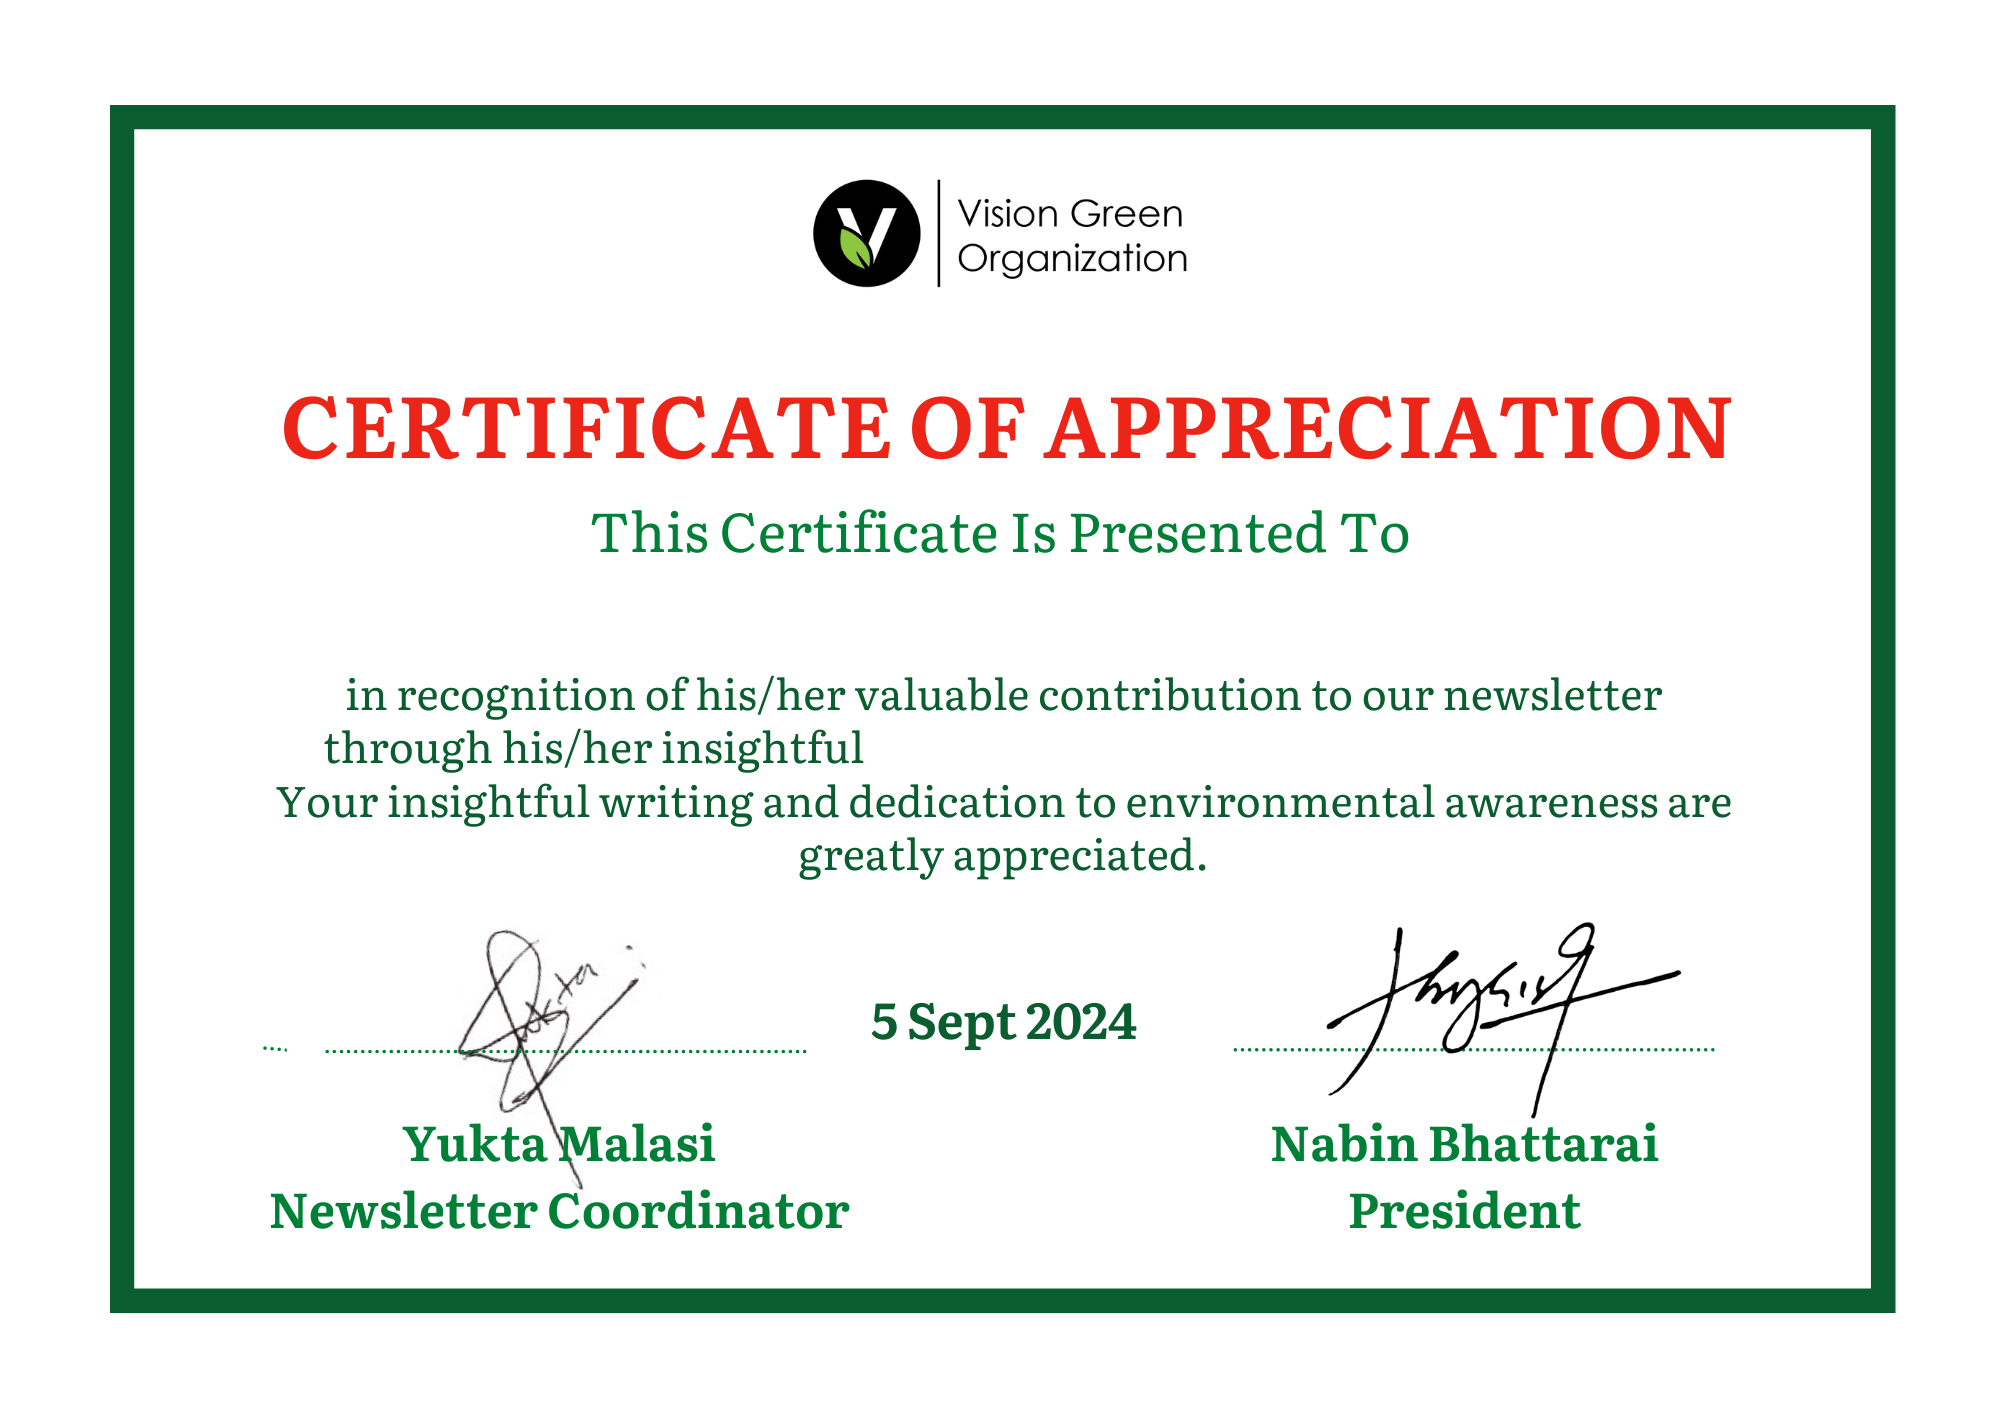 Vision Green
Organization
CERTIFICATE OF APPRECIATION
This Certificate Is Presented To
in recognition of his/her valuable contribution to our newsletter
through his/her insightful
Your insightful writing and dedication to environmental awareness are
greatly appreciated.
5 Sept 2024
Yukta Malasi
Newsletter Coordinator
Nabin Bhattarai
President